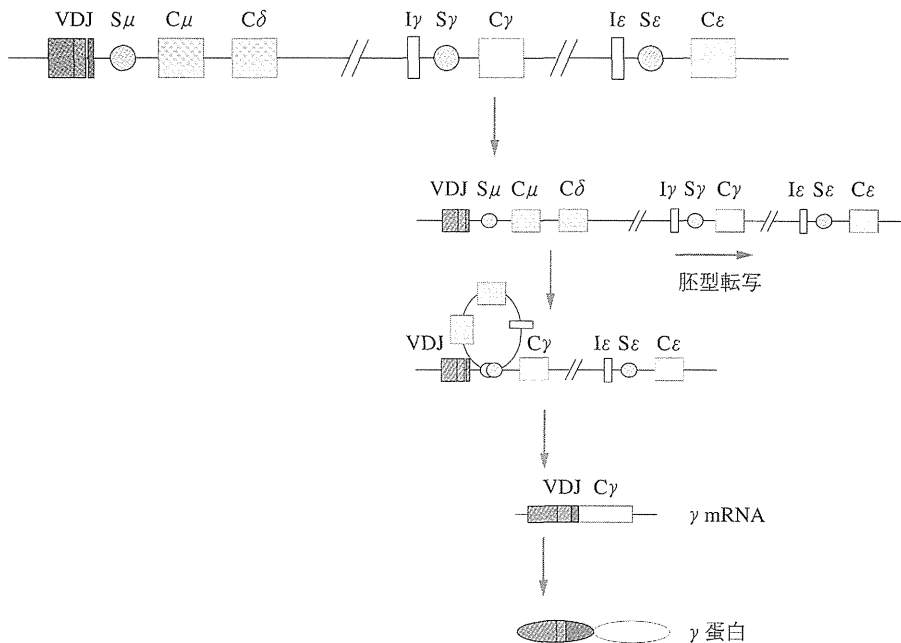 VDJ Sμ Cμ Cδ Iγ Sγ Cγ Iε Sε Cε
VDJ Sμ Cμ Cδ Iγ Sγ Cγ Iε Sε Cε
胚型転写
VDJ Cγ Iε Sε Cε
VDJ Cγ
γ mRNA
γ 蛋白